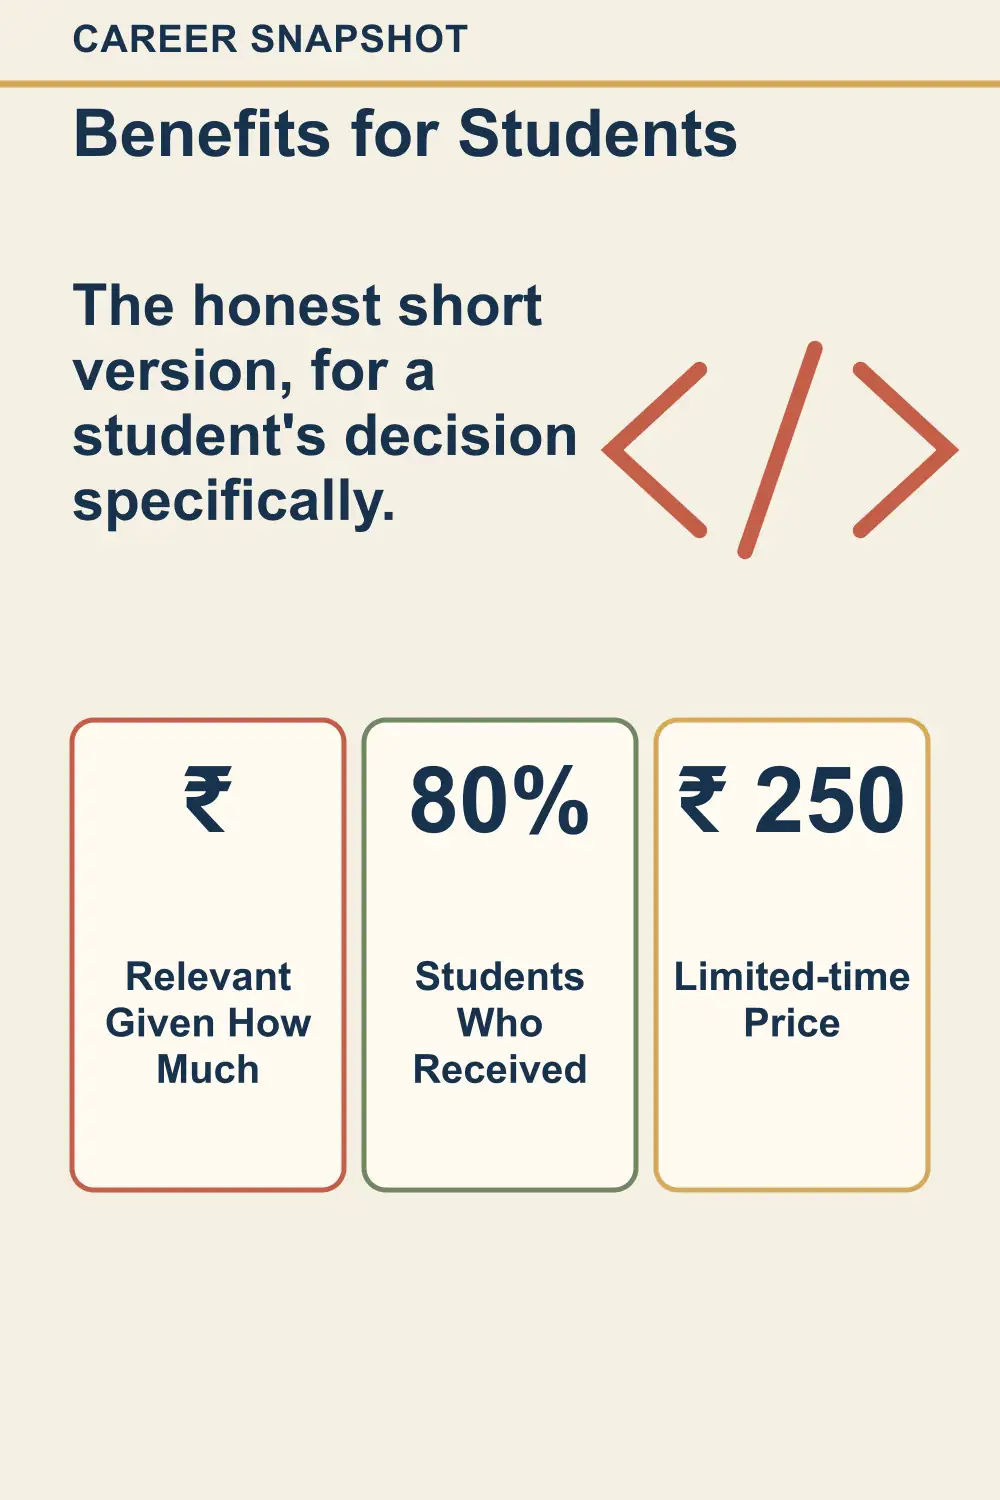 CAREER SNAPSHOT
Benefits for Students
The honest short
version, for a
student's decision
specifically.
₹
Relevant
Given How
Much
80%
Students
Who
Received
₹ 250
Limited-time
Price